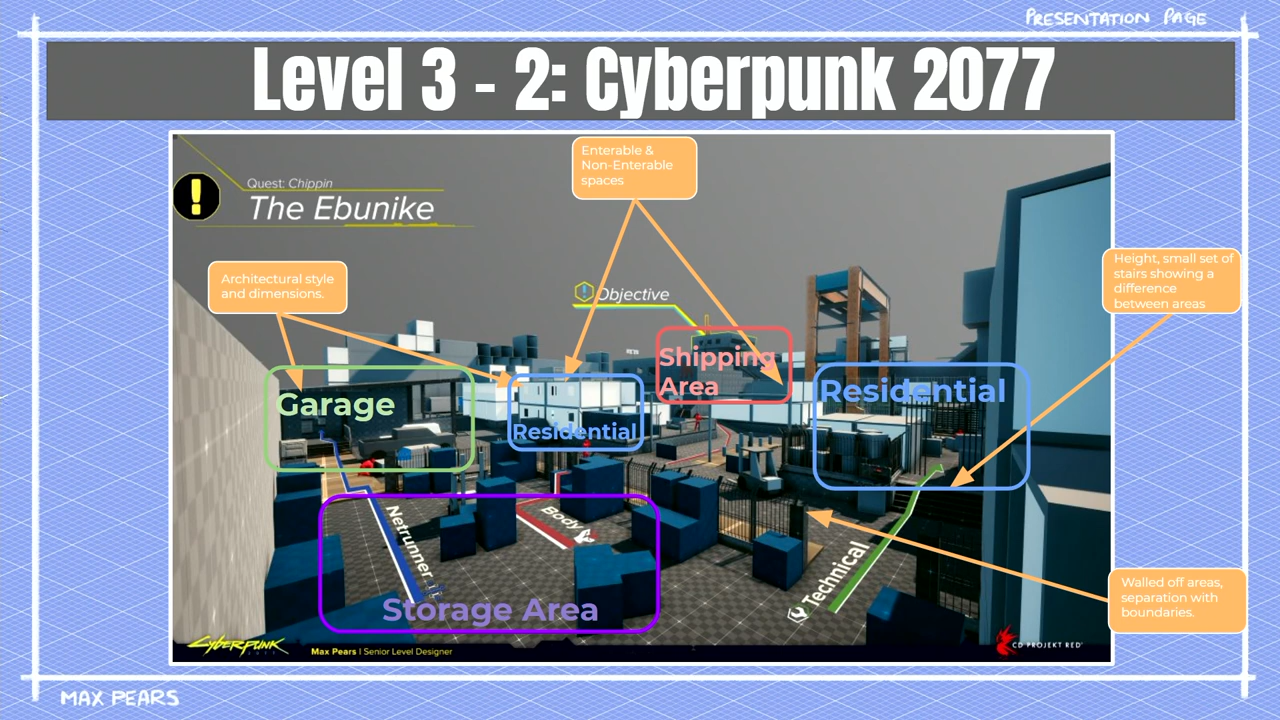 PRESENTATION PAGE
Level 3 - 2: Cyberpunk 2077
Enterable &
Non-Enterable
spaces
Quest: Chippin
The Ebunike
Architectural style
and dimensions.
Objective
Height, small set of
stairs showing a
difference
between areas
Shipping
Area
Garage
Residential
Residential
Netrunner
Body
Technical
Storage Area
Walled off areas,
separation with
boundaries.
Cyberpunk
2077
Max Pears | Senior Level Designer
CD PROJEKT RED
MAX PEARS